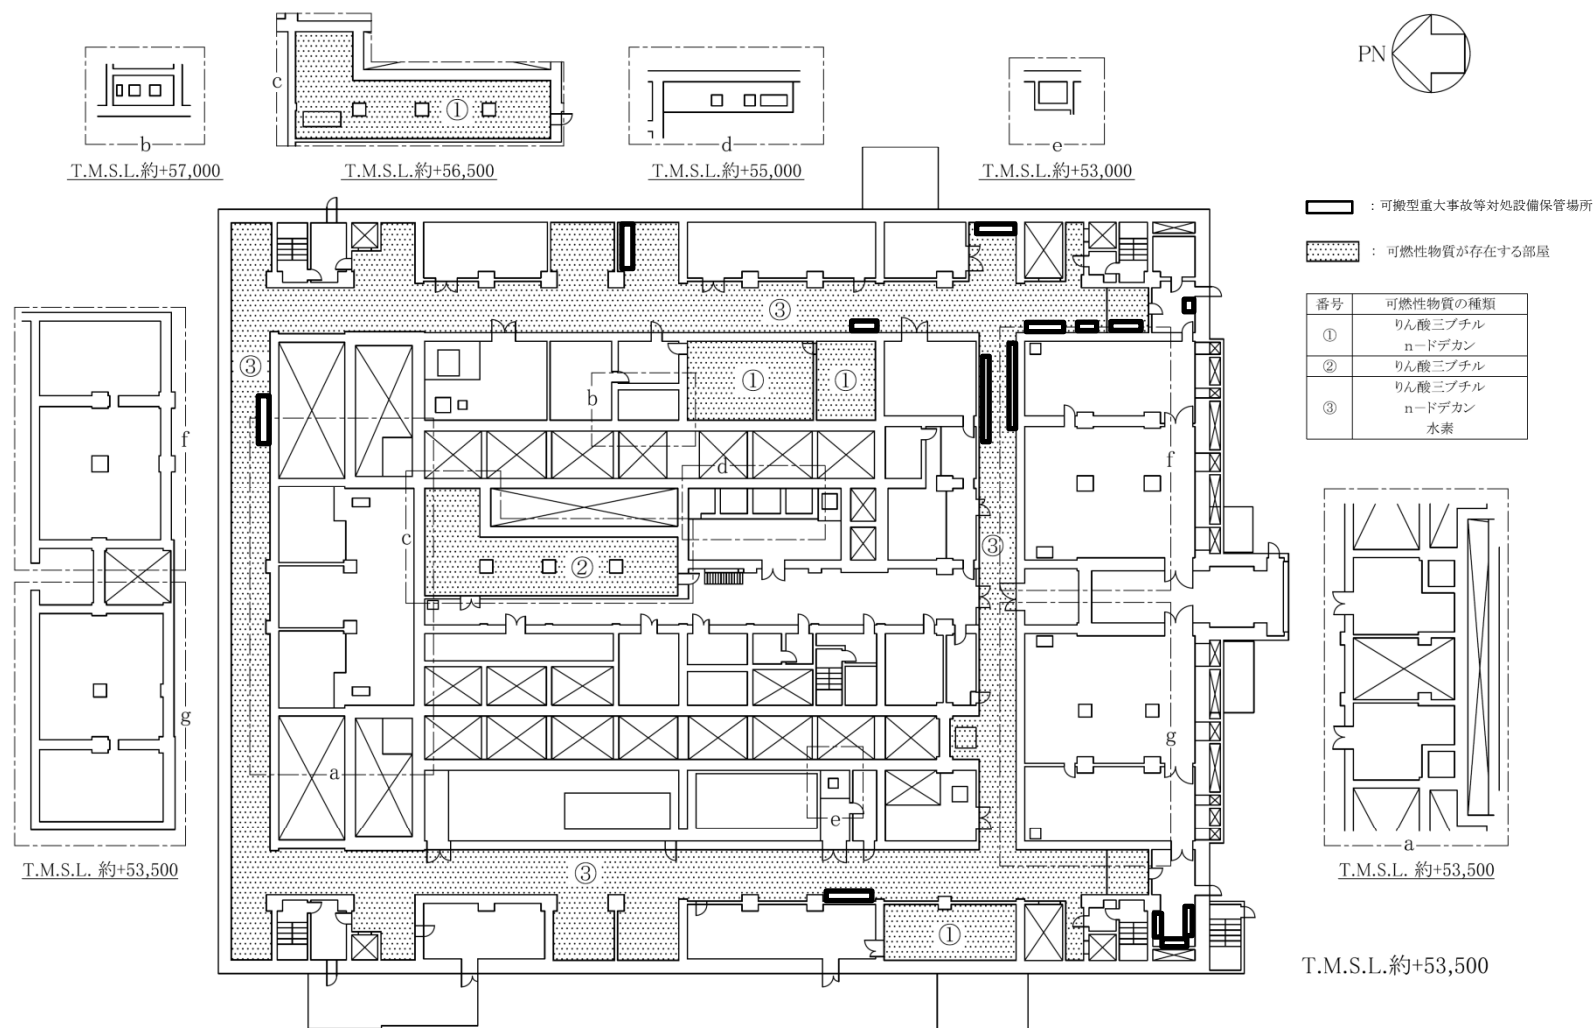 PN
b
T.M.S.L.約+57,000
c
①
T.M.S.L.約+56,500
d
T.M.S.L.約+55,000
e
T.M.S.L.約+53,000
：可搬型重大事故等対処設備保管場所
： 可燃性物質が存在する部屋
番号 可燃性物質の種類
① りん酸三ブチル
n－ドデカン
② りん酸三ブチル
③ りん酸三ブチル
n－ドデカン
水素
f
g
T.M.S.L. 約+53,500
③
③
①
①
b
d
f
c
②
③
a
g
e
③
①
a
T.M.S.L. 約+53,500
T.M.S.L.約+53,500